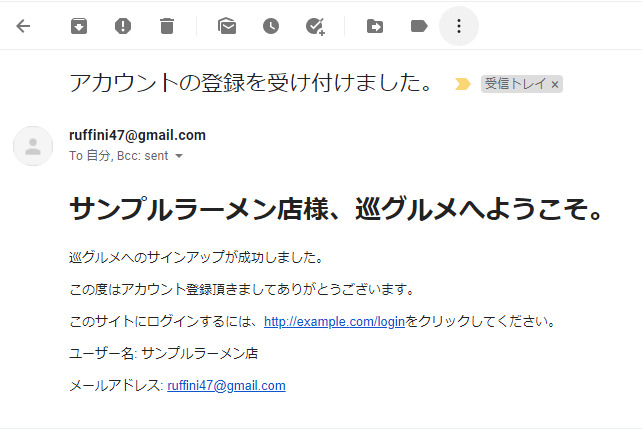 アカウントの登録を受け付けました。
受信トレイ ×
ruffini47@gmail.com
To 自分, Bcc: sent
サンプルラーメン店様、巡グルメへようこそ。
巡グルメへのサインアップが成功しました。
この度はアカウント登録頂きましてありがとうございます。
このサイトにログインするには、http://example.com/loginをクリックしてください。
ユーザー名: サンプルラーメン店
メールアドレス: ruffini47@gmail.com